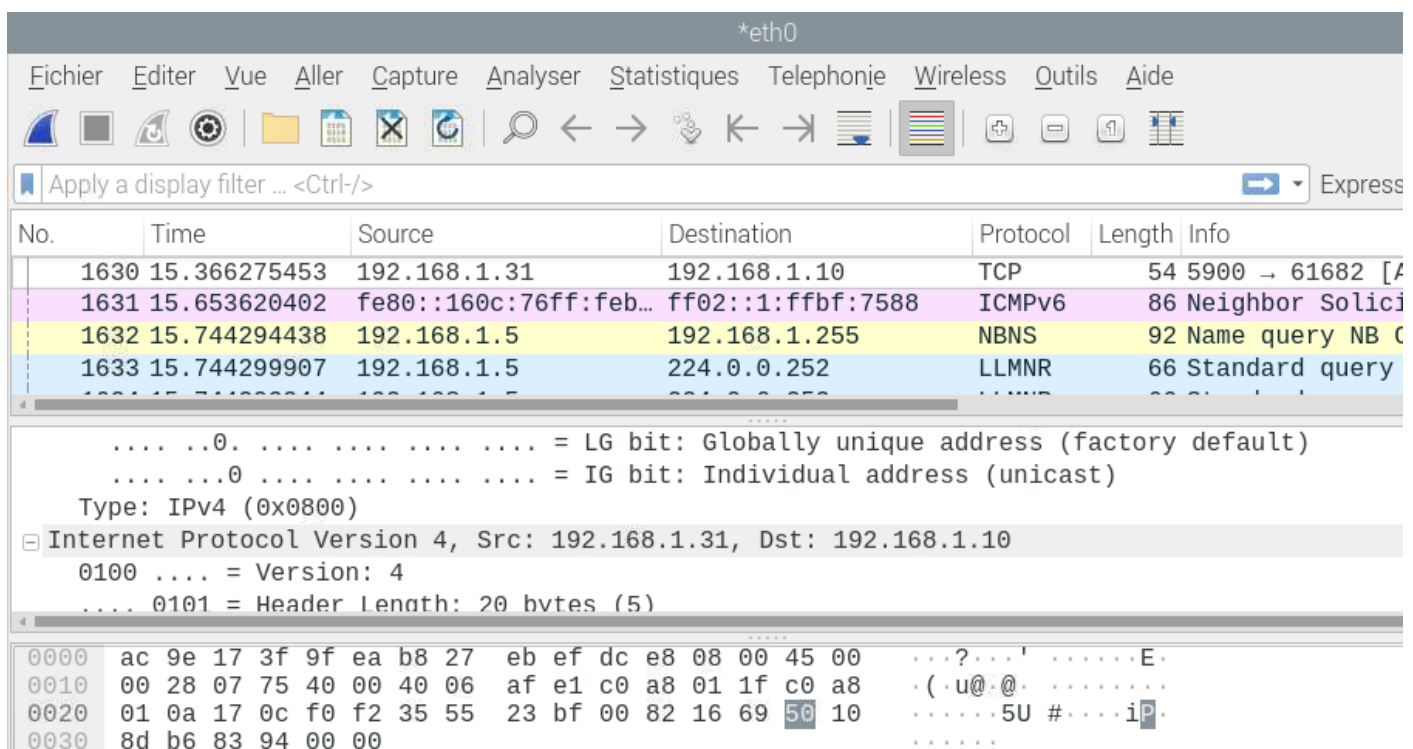 *eth0
Fichier Editer Vue Aller Capture Analyser Statistiques Telephonie Wireless Outils Aide
Apply a display filter ... <Ctrl-/> Express
No. Time Source Destination Protocol Length Info
1630 15.366275453 192.168.1.31 192.168.1.10 TCP 54 5900 → 61682 [A
1631 15.653620402 fe80::160c:76ff:feb… ff02::1:ffbf:7588 ICMPv6 86 Neighbor Solici
1632 15.744294438 192.168.1.5 192.168.1.255 NBNS 92 Name query NB
1633 15.744299907 192.168.1.5 224.0.0.252 LLMNR 66 Standard query
.... ..0. .... .... .... .... = LG bit: Globally unique address (factory default)
.... ...0 .... .... .... .... = IG bit: Individual address (unicast)
Type: IPv4 (0x0800)
Internet Protocol Version 4, Src: 192.168.1.31, Dst: 192.168.1.10
0100 .... = Version: 4
.... 0101 = Header Length: 20 bytes (5)
0000 ac 9e 17 3f 9f ea b8 27 eb ef dc e8 08 00 45 00 ···?···' ······E·
0010 00 28 07 75 40 00 40 06 af e1 c0 a8 01 1f c0 a8 ·(·u@·@· ········
0020 01 0a 17 0c f0 f2 35 55 23 bf 00 82 16 69 50 10 ······5U #····iP·
0030 8d b6 83 94 00 00 ······